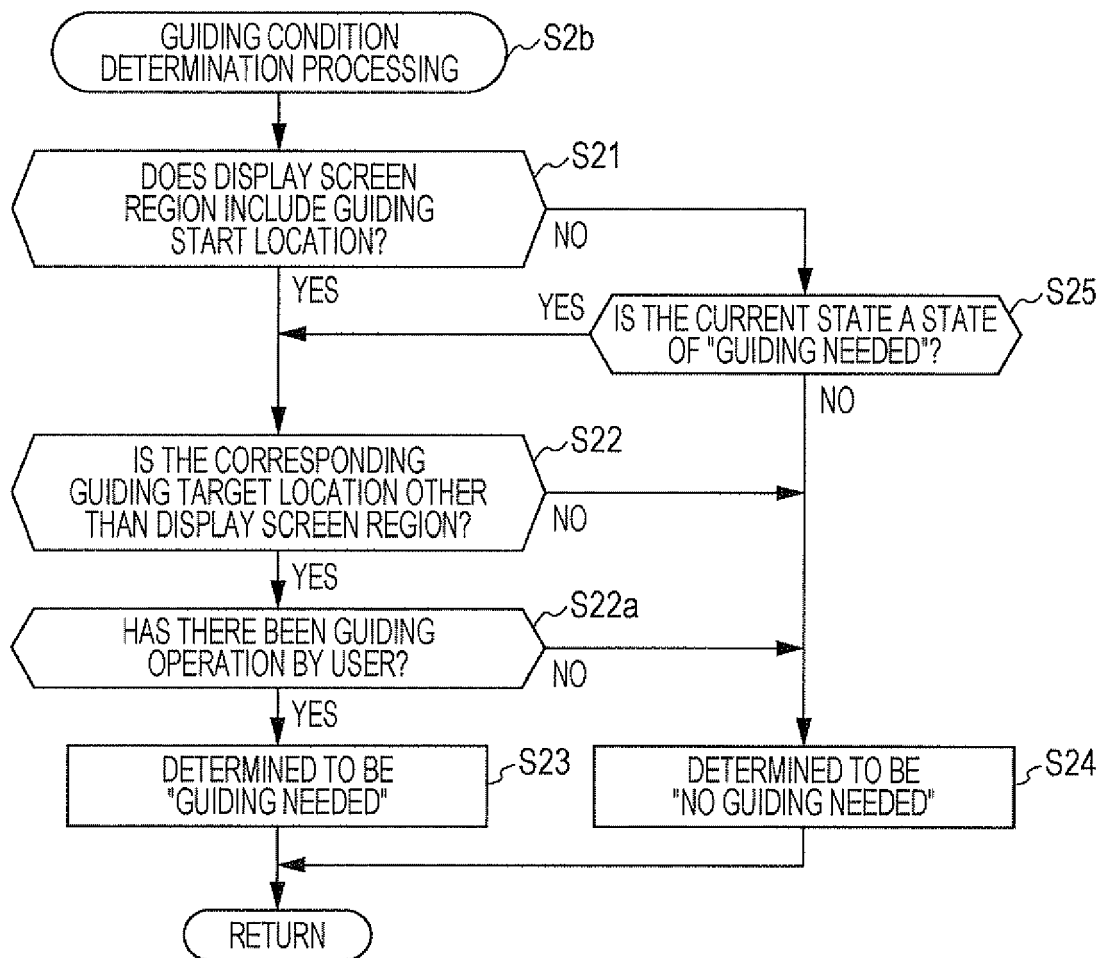 GUIDING CONDITION
DETERMINATION PROCESSING
S2b
DOES DISPLAY SCREEN
REGION INCLUDE GUIDING
START LOCATION?
S21
NO
YES
YES
IS THE CURRENT STATE A STATE
OF "GUIDING NEEDED"?
S25
NO
IS THE CORRESPONDING
GUIDING TARGET LOCATION OTHER
THAN DISPLAY SCREEN REGION?
S22
NO
YES
HAS THERE BEEN GUIDING
OPERATION BY USER?
S22a
NO
YES
DETERMINED TO BE
"GUIDING NEEDED"
S23
DETERMINED TO BE
"NO GUIDING NEEDED"
S24
RETURN